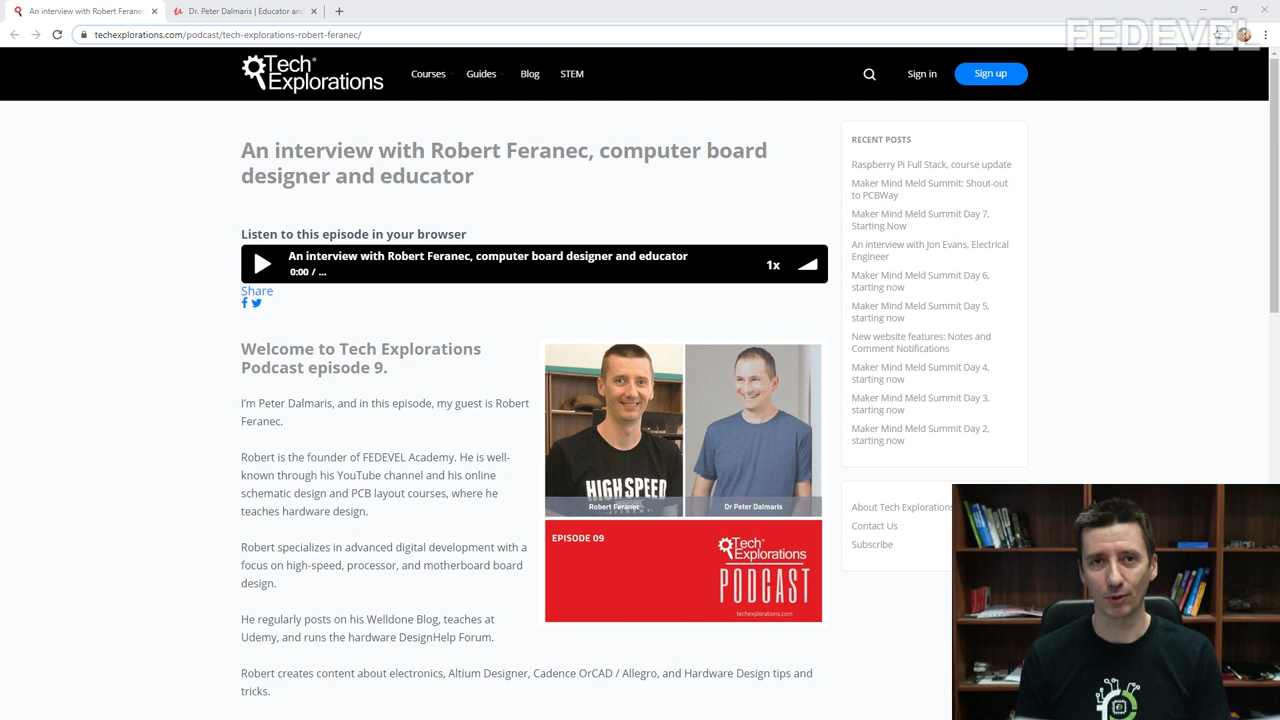 An interview with Robert Feranec
Dr. Peter Dalmaris | Educator and
techexplorations.com/podcast/tech-explorations-robert-feranec/
FEDEVEL
Tech Explorations
Courses
Guides
Blog
STEM
Sign in
Sign up
An interview with Robert Feranec, computer board
designer and educator
Listen to this episode in your browser
An interview with Robert Feranec, computer board designer and educator
0:00 / ...
1x
Share
Welcome to Tech Explorations
Podcast episode 9.
I'm Peter Dalmaris, and in this episode, my guest is Robert
Feranec.
Robert is the founder of FEDEVEL Academy. He is well-
known through his YouTube channel and his online
schematic design and PCB layout courses, where he
teaches hardware design.
Robert specializes in advanced digital development with a
focus on high-speed, processor, and motherboard board
design.
He regularly posts on his Welldone Blog, teaches at
Udemy, and runs the hardware DesignHelp Forum.
Robert creates content about electronics, Altium Designer, Cadence OrCAD / Allegro, and Hardware Design tips and
tricks.
HIGH SPEED
Robert Feranec
Dr Peter Dalmaris
EPISODE 09
Tech
Explorations
PODCAST
techexplorations.com
RECENT POSTS
Raspberry Pi Full Stack, course update
Maker Mind Meld Summit: Shout-out
to PCBWay
Maker Mind Meld Summit Day 7,
Starting Now
An interview with Jon Evans, Electrical
Engineer
Maker Mind Meld Summit Day 6,
starting now
Maker Mind Meld Summit Day 5,
starting now
New website features: Notes and
Comment Notifications
Maker Mind Meld Summit Day 4,
starting now
Maker Mind Meld Summit Day 3,
starting now
Maker Mind Meld Summit Day 2,
starting now
About Tech Explorations
Contact Us
Subscribe